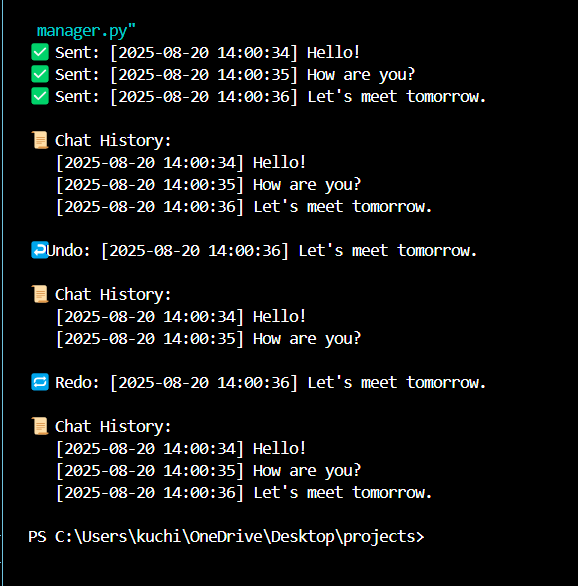 manager.py"
✅ Sent: [2025-08-20 14:00:34] Hello!
✅ Sent: [2025-08-20 14:00:35] How are you?
✅ Sent: [2025-08-20 14:00:36] Let's meet tomorrow.
📜 Chat History:
[2025-08-20 14:00:34] Hello!
[2025-08-20 14:00:35] How are you?
[2025-08-20 14:00:36] Let's meet tomorrow.
↩️Undo: [2025-08-20 14:00:36] Let's meet tomorrow.
📜 Chat History:
[2025-08-20 14:00:34] Hello!
[2025-08-20 14:00:35] How are you?
🔁 Redo: [2025-08-20 14:00:36] Let's meet tomorrow.
📜 Chat History:
[2025-08-20 14:00:34] Hello!
[2025-08-20 14:00:35] How are you?
[2025-08-20 14:00:36] Let's meet tomorrow.
PS C:\Users\kuchi\OneDrive\Desktop\projects>